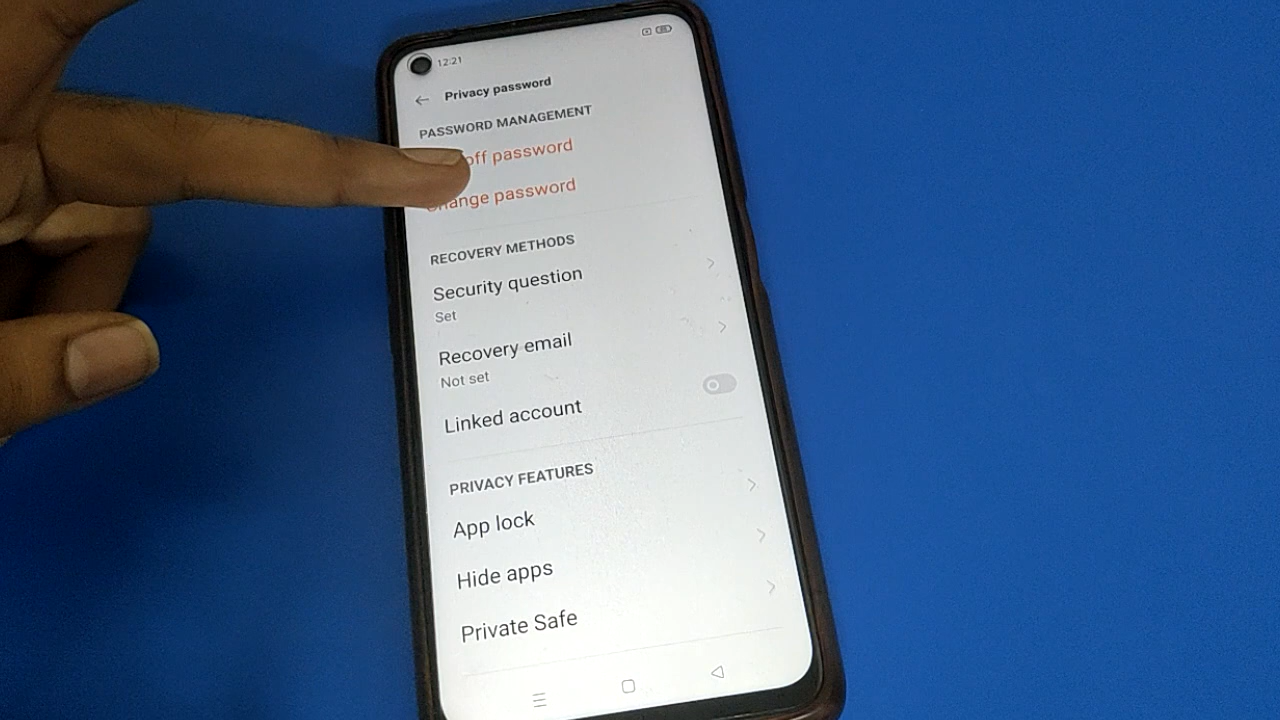 12:21
Privacy password
PASSWORD MANAGEMENT
off password
Change password
RECOVERY METHODS
Security question
Set
Recovery email
Not set
Linked account
PRIVACY FEATURES
App lock
Hide apps
Private Safe